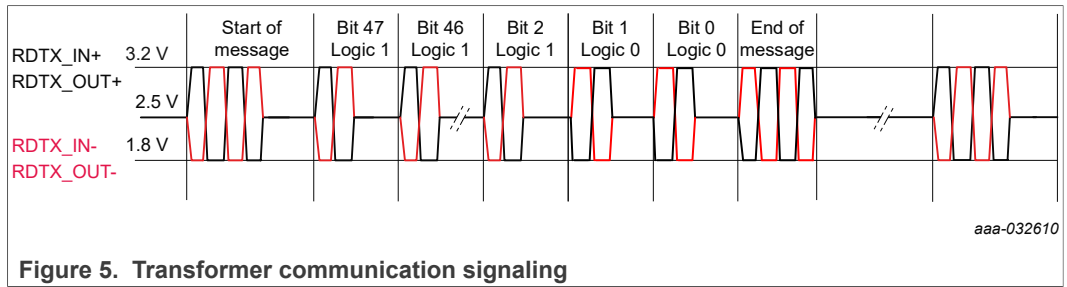 Start of message
Bit 47 Logic 1
Bit 46 Logic 1
Bit 2 Logic 1
Bit 1 Logic 0
Bit 0 Logic 0
End of message
RDTX_IN+
RDTX_OUT+
3.2 V
2.5 V
1.8 V
RDTX_IN-
RDTX_OUT-
aaa-032610
Figure 5. Transformer communication signaling